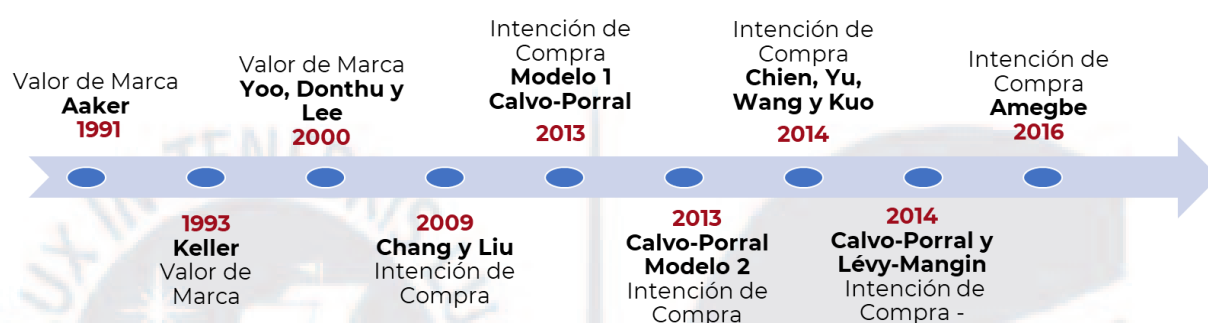 Valor de Marca
Aaker
1991
1993
Keller
Valor de
Marca
Valor de Marca
Yoo, Donthu y
Lee
2000
2009
Chang y Liu
Intención de
Compra
Intención de
Compra
Modelo 1
Calvo-Porral
2013
2013
Calvo-Porral
Modelo 2
Intención de
Compra
Intención de
Compra
Chien, Yu,
Wang y Kuo
2014
2014
Calvo-Porral y
Lévy-Mangin
Intención de
Compra -
Intención de
Compra
Amegbe
2016